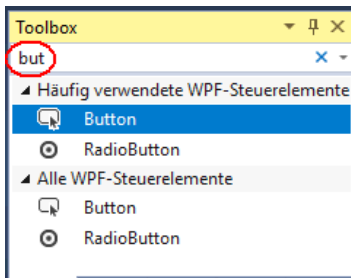 Toolbox
but
Häufig verwendete WPF-Steuerelemente
Button
RadioButton
Alle WPF-Steuerelemente
Button
RadioButton